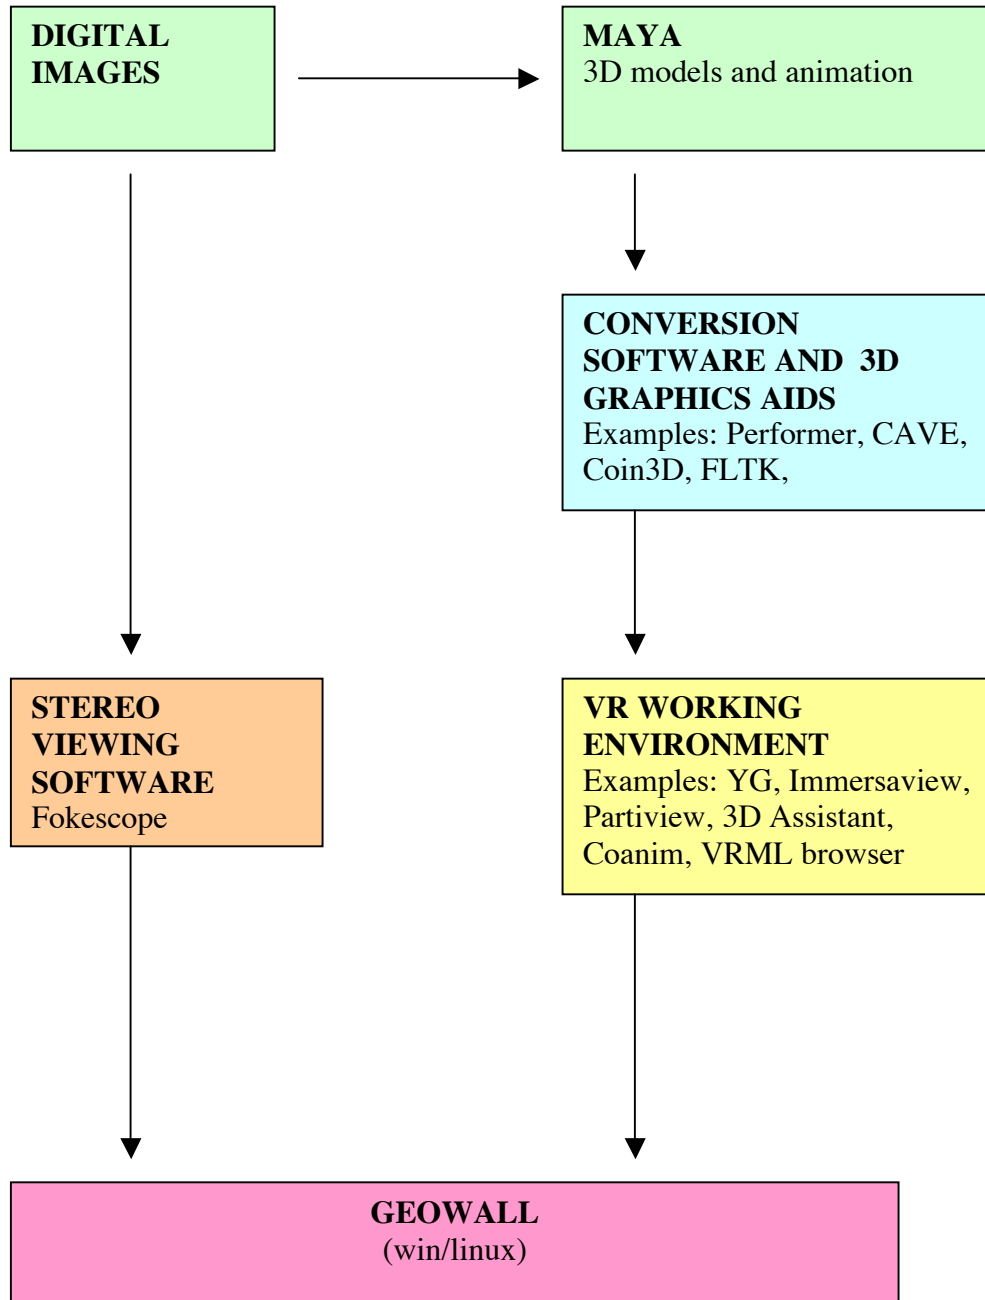 DIGITAL
IMAGES
MAYA
3D models and animation
CONVERSION
SOFTWARE AND  3D
GRAPHICS AIDS
Examples: Performer, CAVE,
Coin3D, FLTK,
STEREO
VIEWING
SOFTWARE
Fokescope
VR WORKING
ENVIRONMENT
Examples: YG, Immersaview,
Partiview, 3D Assistant,
Coanim, VRML browser
GEOWALL
(win/linux)